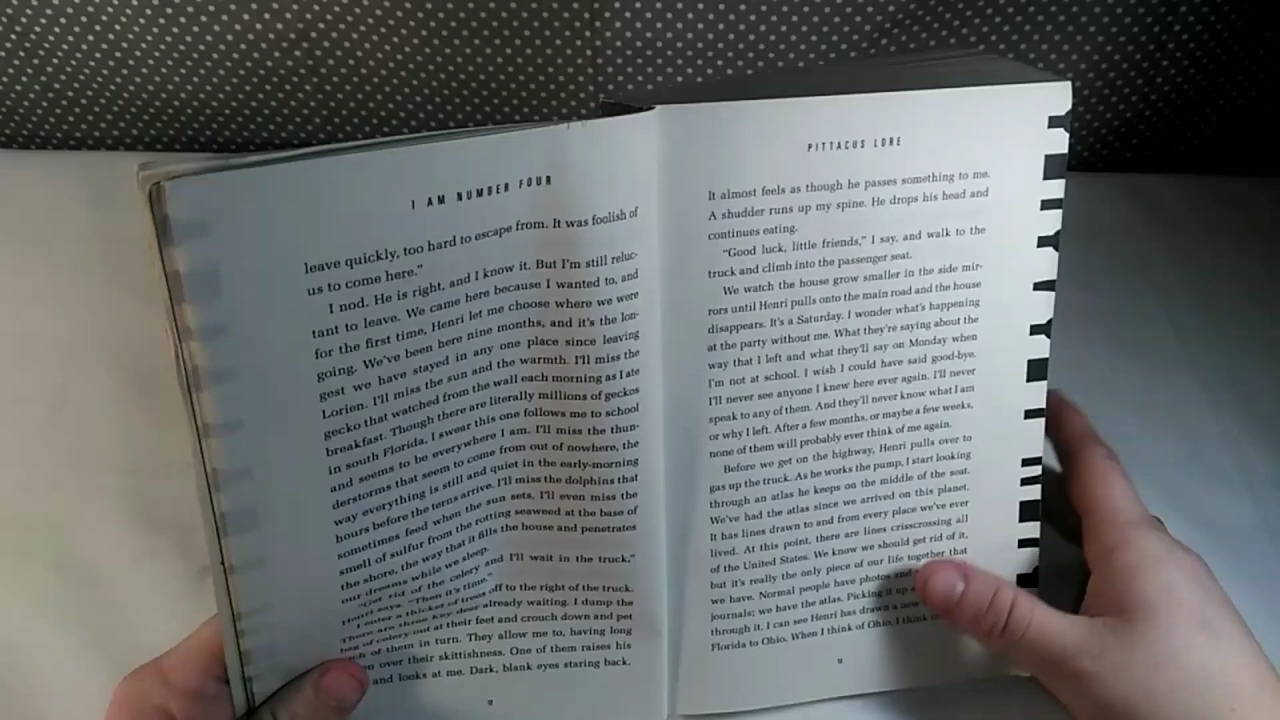 I AM NUMBER FOUR
leave quickly, too hard to escape from. It was foolish of
us to come here."
I nod. He is right, and I know it. But I'm still reluc-
tant to leave. We came here because I wanted to, and
for the first time, Henri let me choose where we were
going. We've been here nine months, and it's the lon-
gest we have stayed in any one place since leaving
Lorien. I'll miss the sun and the warmth. I'll miss the
gecko that watched from the wall each morning as I ate
breakfast. Though there are literally millions of geckos
in south Florida, I swear this one follows me to school
and seems to be everywhere I am. I'll miss the thun-
derstorms that seem to come from out of nowhere, the
way everything is still and quiet in the early-morning
hours before the terns arrive. I'll miss the dolphins that
sometimes feed when the sun sets. I'll even miss the
smell of sulfur from the rotting seaweed at the base of
the shore, the way that it fills the house and penetrates
our dreams while we sleep.
"Get rid of the celery and I'll wait in the truck,"
Henri says. "Then it's time."
I enter a thicket of trees off to the right of the truck.
There are three Key deer already waiting. I dump the
bag of celery out at their feet and crouch down and pet
of them in turn. They allow me to, having long
over their skittishness. One of them raises his
and looks at me. Dark, blank eyes staring back.
PITTACUS LORE
It almost feels as though he passes something to me.
A shudder runs up my spine. He drops his head and
continues eating.
"Good luck, little friends," I say, and walk to the
truck and climb into the passenger seat.
We watch the house grow smaller in the side mir-
rors until Henri pulls onto the main road and the house
disappears. It's a Saturday. I wonder what's happening
at the party without me. What they're saying about the
way that I left and what they'll say on Monday when
I'm not at school. I wish I could have said good-bye.
I'll never see anyone I knew here ever again. I'll never
speak to any of them. And they'll never know what I am
or why I left. After a few months, or maybe a few weeks,
none of them will probably ever think of me again.
Before we get on the highway, Henri pulls over to
gas up the truck. As he works the pump, I start looking
through an atlas he keeps on the middle of the seat.
We've had the atlas since we arrived on this planet.
It has lines drawn to and from every place we've ever
lived. At this point, there are lines crisscrossing all
of the United States. We know we should get rid of it,
but it's really the only piece of our life together that
we have. Normal people have photos and
journals; we have the atlas. Picking it up
through it, I can see Henri has drawn a new
Florida to Ohio. When I think of Ohio, I think